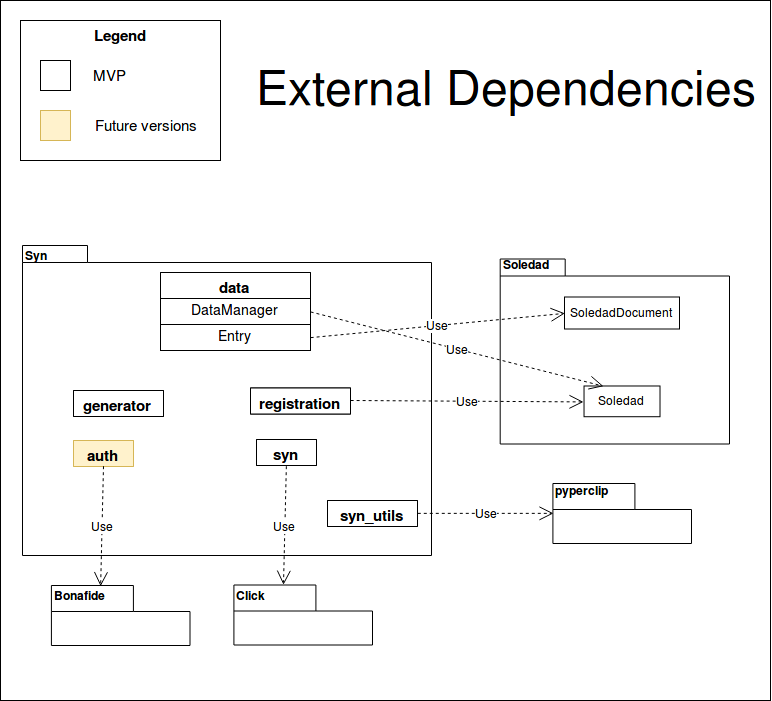 Legend
MVP
Future versions
External Dependencies
Syn
data
DataManager
Entry
generator
registration
auth
syn
syn_utils
Use
Use
Use
Use
Use
Use
Soledad
SoledadDocument
Soledad
pyperclip
Bonafide
Click